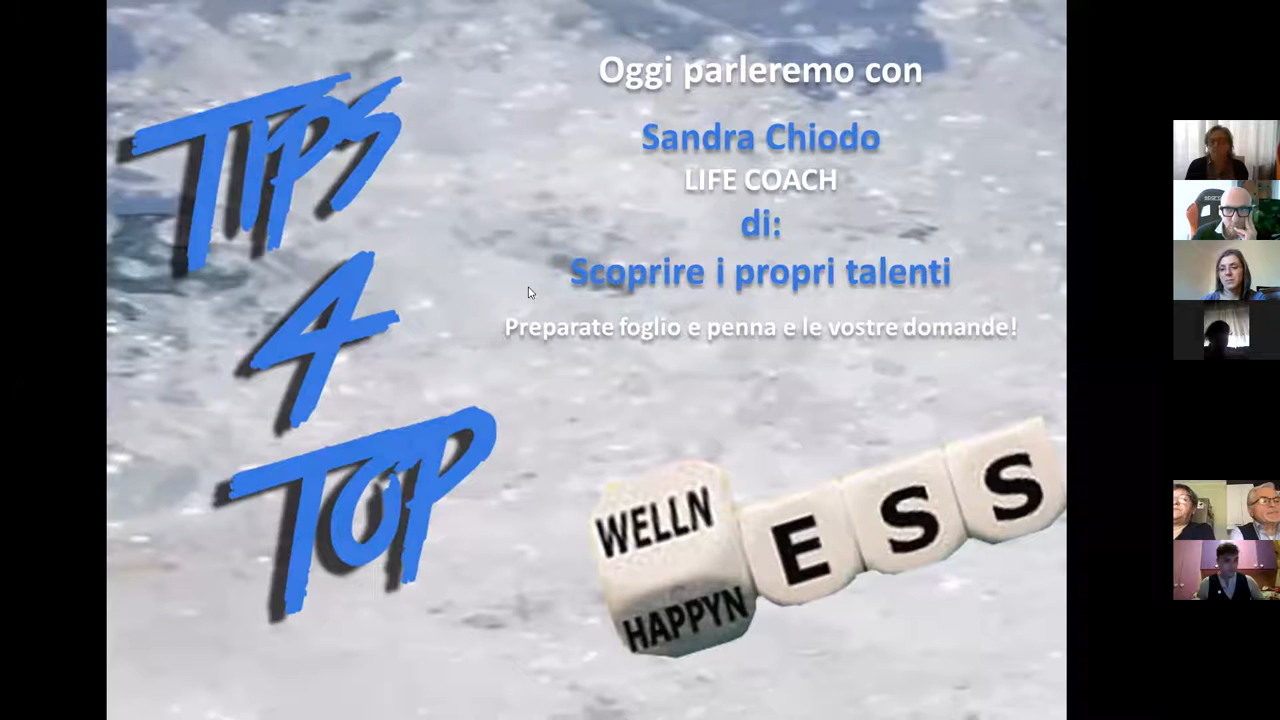 TIPS
4
TOP
Oggi parleremo con
Sandra Chiodo
LIFE COACH
di:
Scoprire i propri talenti
Preparate foglio e penna e le vostre domande!
WELLN
HAPPYN
E S S